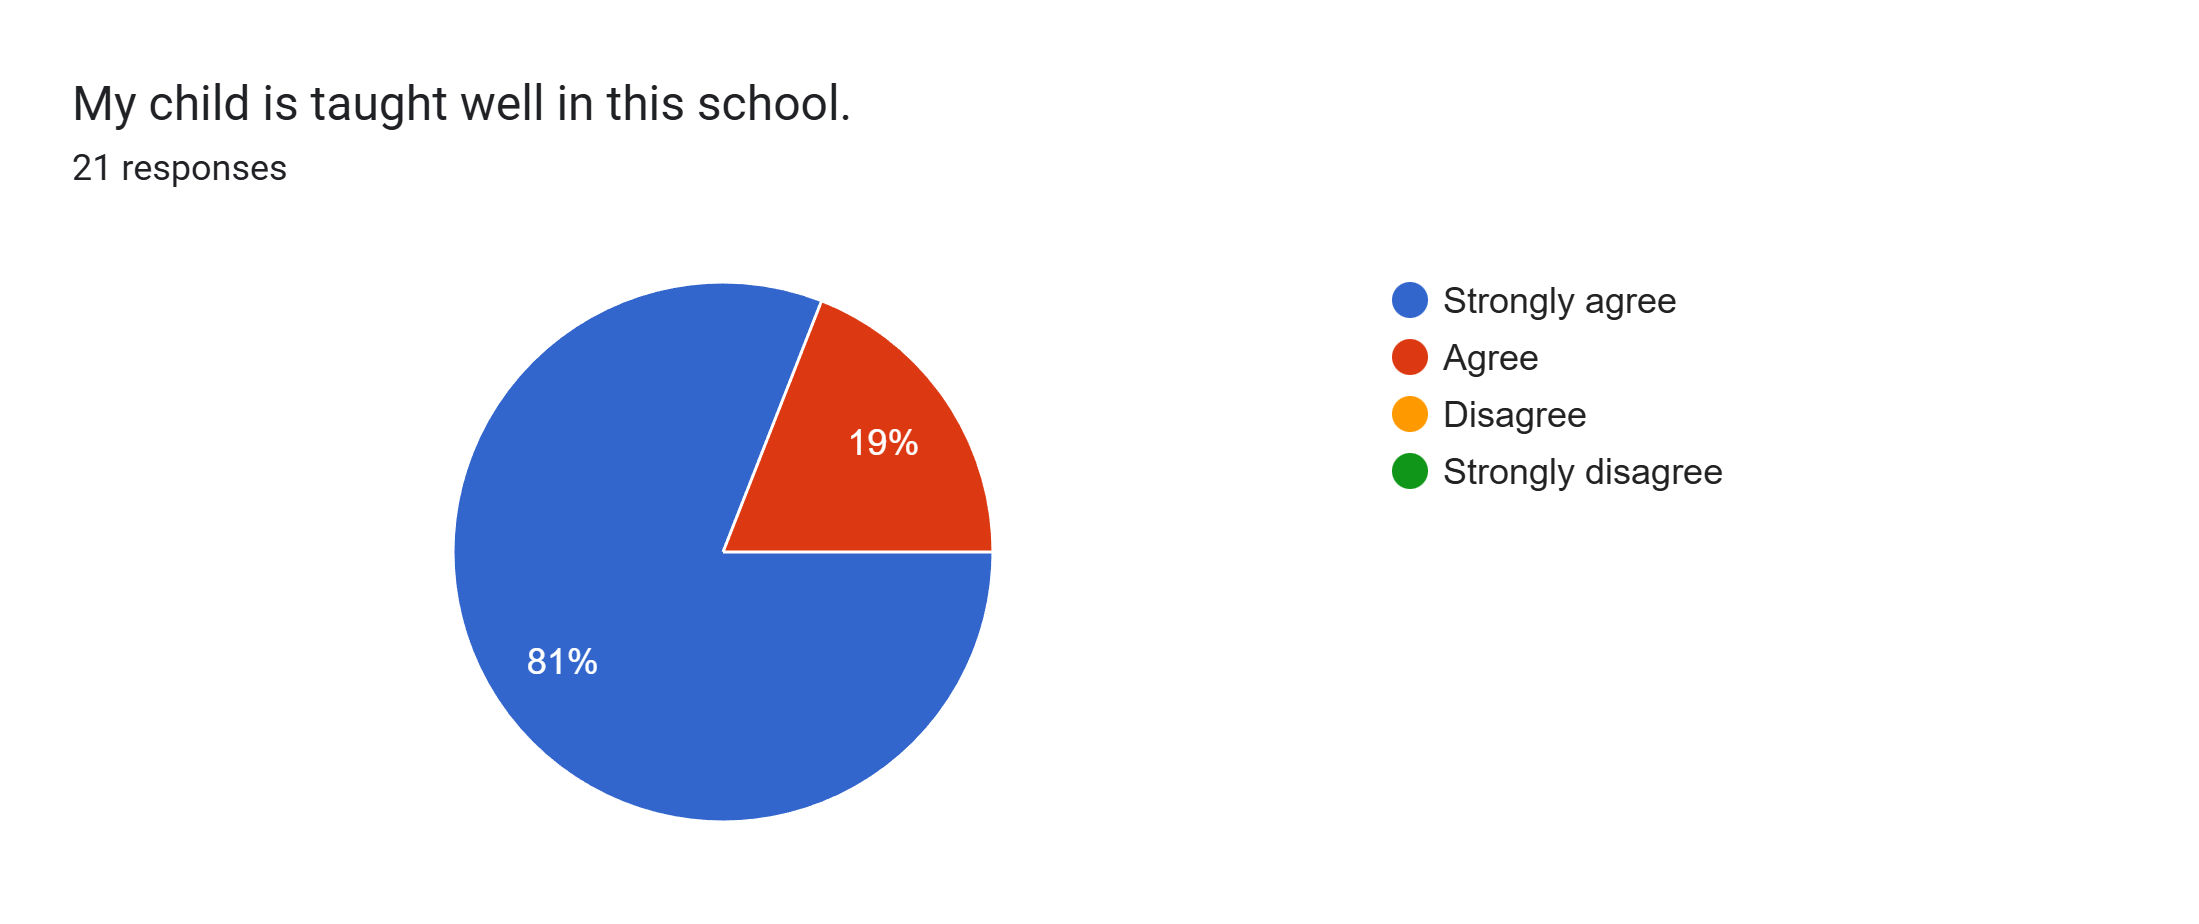 My child is taught well in this school.
21 responses
Strongly agree
Agree
Disagree
Strongly disagree
19%
81%